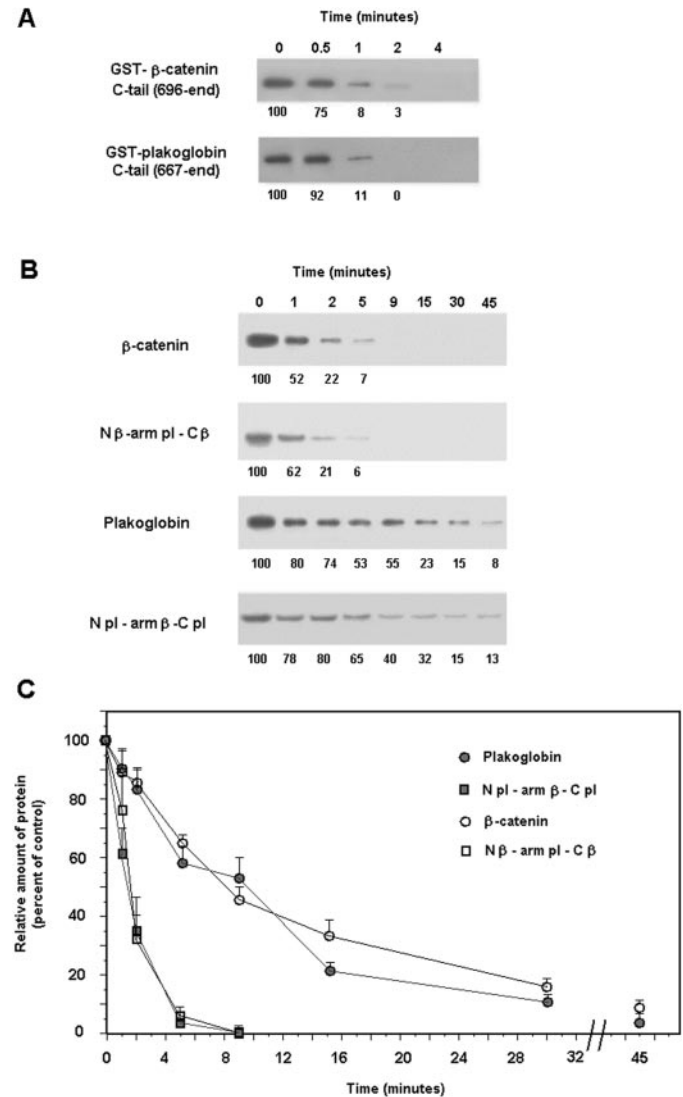 A
Time (minutes)
0 0.5 1 2 4
GST- β-catenin
C-tail (696-end)
100 75 8 3
GST-plakoglobin
C-tail (667-end)
100 92 11 0
B
Time (minutes)
0 1 2 5 9 15 30 45
β-catenin
100 52 22 7
N β-arm pl - C β
100 62 21 6
Plakoglobin
100 80 74 53 55 23 15 8
N pl - arm β -C pl
100 78 80 65 40 32 15 13
C
100
80
60
40
20
0
Relative amount of protein
(percent of control)
Plakoglobin
N pl - arm β - C pl
β-catenin
N β - arm pl - C β
0 4 8 12 16 20 24 28 32 45
Time (minutes)